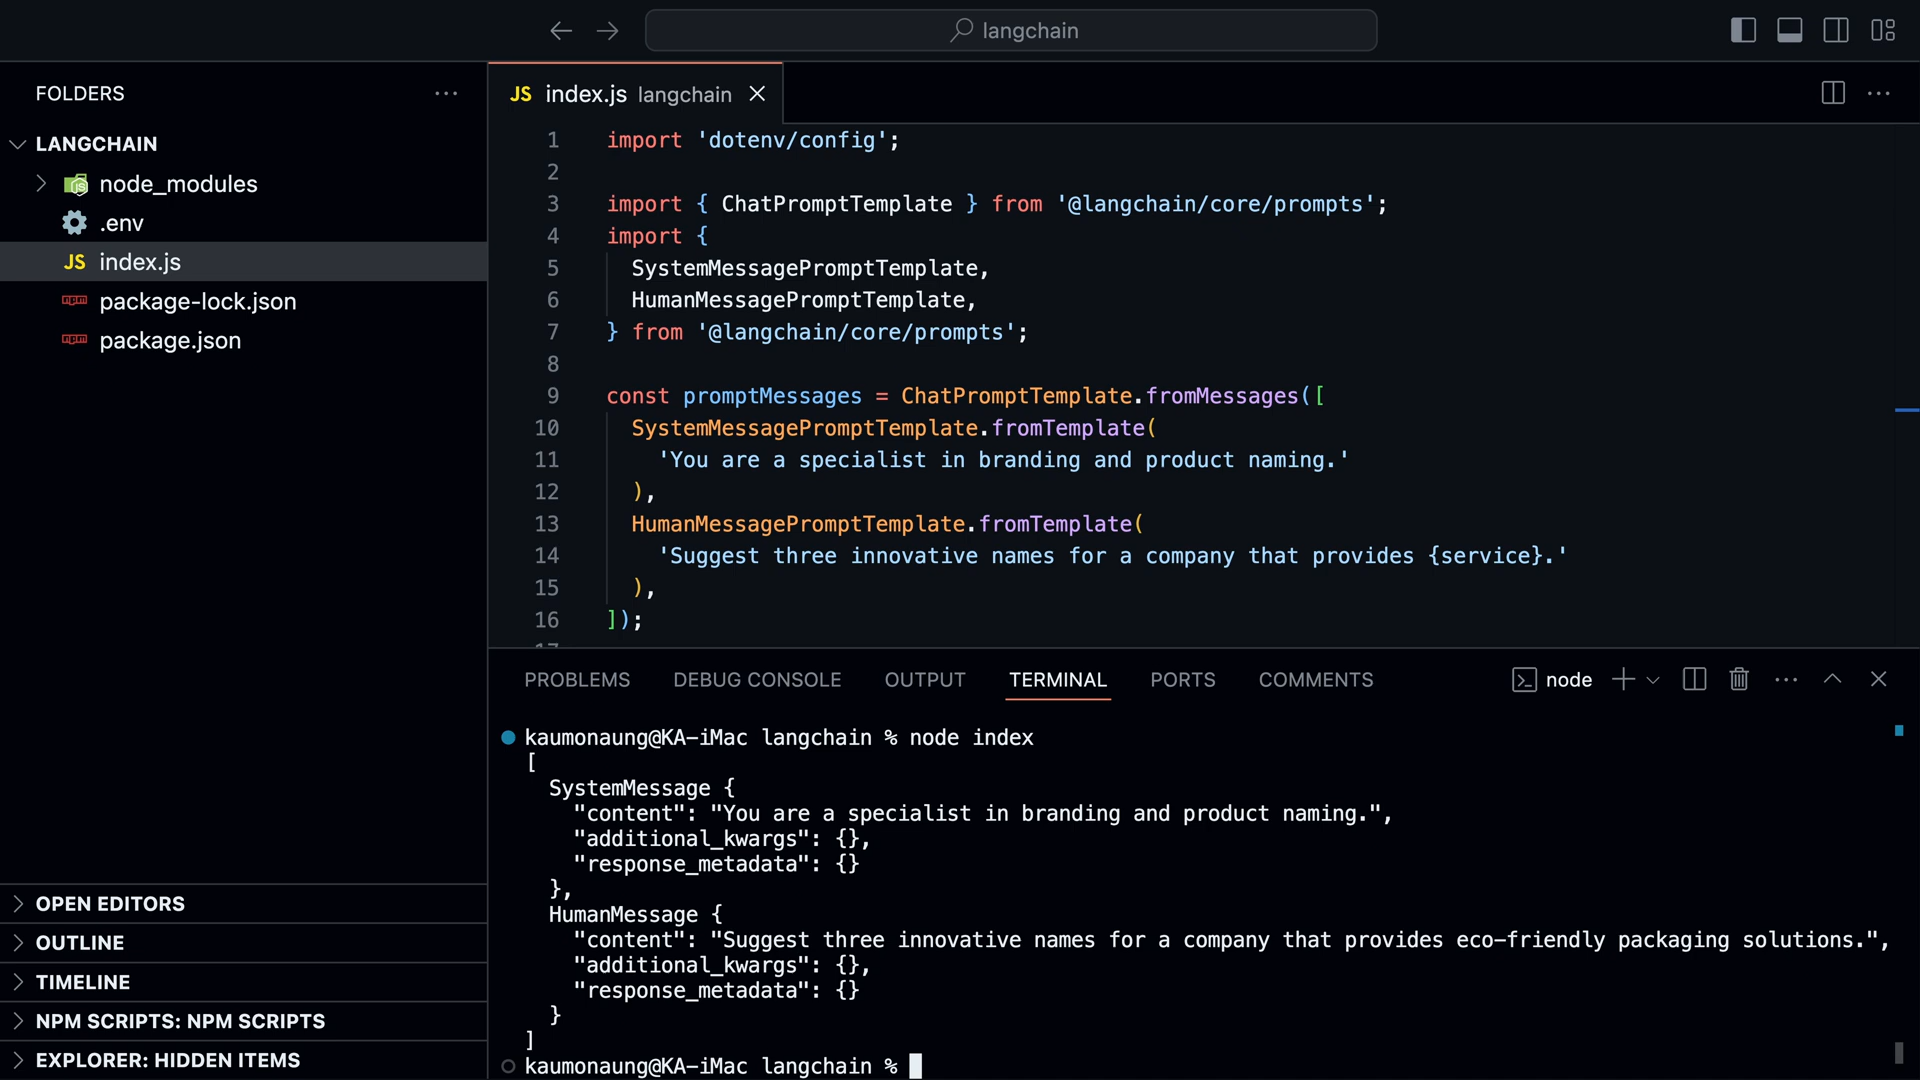 langchain
FOLDERS
LANGCHAIN
node_modules
.env
JS index.js
package-lock.json
package.json
OPEN EDITORS
OUTLINE
TIMELINE
NPM SCRIPTS: NPM SCRIPTS
EXPLORER: HIDDEN ITEMS
JS index.js langchain
1 import 'dotenv/config';
2
3 import { ChatPromptTemplate } from '@langchain/core/prompts';
4 import {
5 SystemMessagePromptTemplate,
6 HumanMessagePromptTemplate,
7 } from '@langchain/core/prompts';
8
9 const promptMessages = ChatPromptTemplate.fromMessages([
10 SystemMessagePromptTemplate.fromTemplate(
11 'You are a specialist in branding and product naming.'
12 ),
13 HumanMessagePromptTemplate.fromTemplate(
14 'Suggest three innovative names for a company that provides {service}.'
15 ),
16 ]);
17
PROBLEMS DEBUG CONSOLE OUTPUT TERMINAL PORTS COMMENTS node
kaumonaung@KA-iMac langchain % node index
[
SystemMessage {
"content": "You are a specialist in branding and product naming.",
"additional_kwargs": {},
"response_metadata": {}
},
HumanMessage {
"content": "Suggest three innovative names for a company that provides eco-friendly packaging solutions.",
"additional_kwargs": {},
"response_metadata": {}
}
]
kaumonaung@KA-iMac langchain %